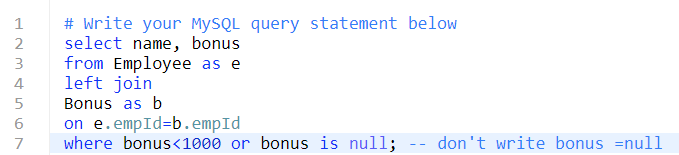 1 # Write your MySQL query statement below
2 select name, bonus
3 from Employee as e
4 left join
5 Bonus as b
6 on e.empId=b.empId
7 where bonus<1000 or bonus is null; -- don't write bonus =null